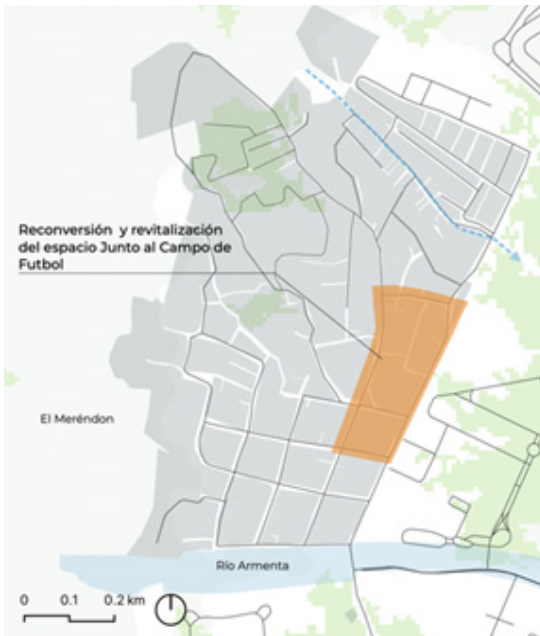 Reconversión y revitalización
del espacio Junto al Campo de
Futbol
El Meréndon
Río Armenta
0 0.1 0.2 km